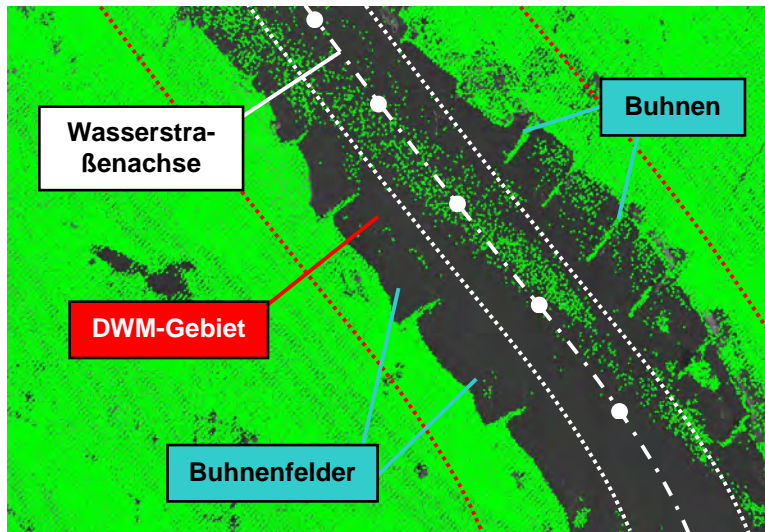 Wasserstra-
ßenachse
Buhnen
DWM-Gebiet
Buhnenfelder